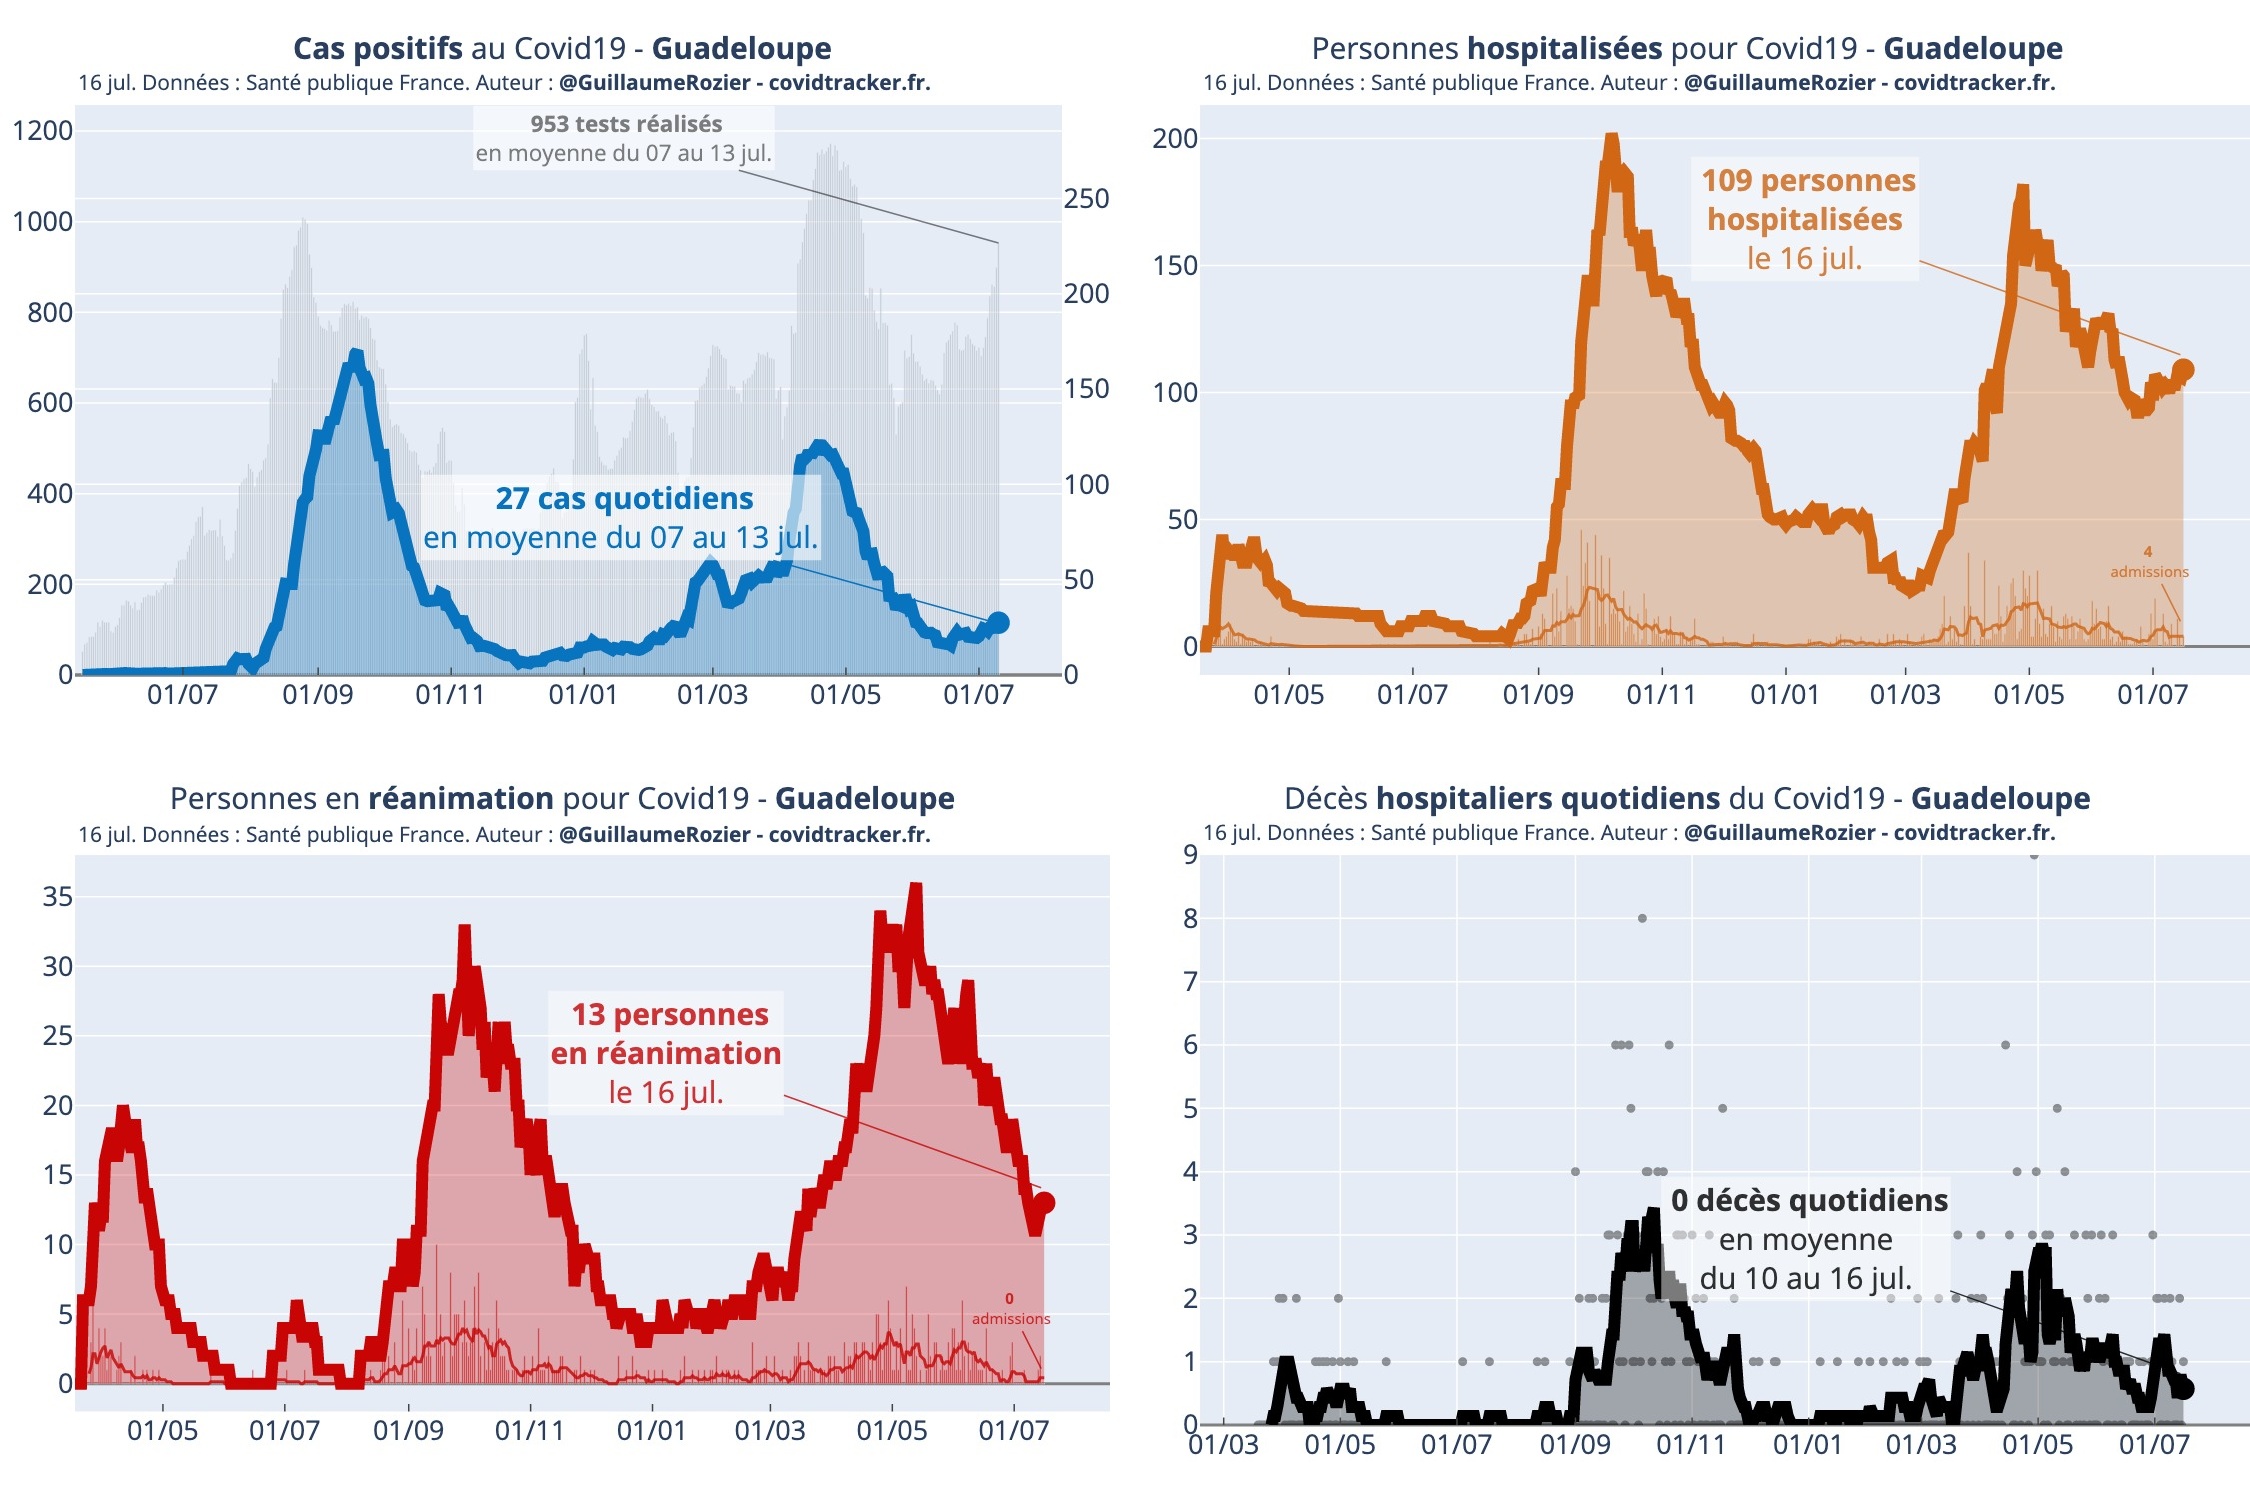 Cas positifs au Covid19 - Guadeloupe
16 jul. Données : Santé publique France. Auteur : @GuillaumeRozier - covidtracker.fr.
953 tests réalisés
en moyenne du 07 au 13 jul.
27 cas quotidiens
en moyenne du 07 au 13 jul.
1200
1000
800
600
400
200
0
250
200
150
100
50
0
01/07 01/09 01/11 01/01 01/03 01/05 01/07
Personnes hospitalisées pour Covid19 - Guadeloupe
16 jul. Données : Santé publique France. Auteur : @GuillaumeRozier - covidtracker.fr.
109 personnes
hospitalisées
le 16 jul.
4
admissions
200
150
100
50
0
01/05 01/07 01/09 01/11 01/01 01/03 01/05 01/07
Personnes en réanimation pour Covid19 - Guadeloupe
16 jul. Données : Santé publique France. Auteur : @GuillaumeRozier - covidtracker.fr.
13 personnes
en réanimation
le 16 jul.
0
admissions
35
30
25
20
15
10
5
0
01/05 01/07 01/09 01/11 01/01 01/03 01/05 01/07
Décès hospitaliers quotidiens du Covid19 - Guadeloupe
16 jul. Données : Santé publique France. Auteur : @GuillaumeRozier - covidtracker.fr.
0 décès quotidiens
en moyenne
du 10 au 16 jul.
9
8
7
6
5
4
3
2
1
0
01/03 01/05 01/07 01/09 01/11 01/01 01/03 01/05 01/07